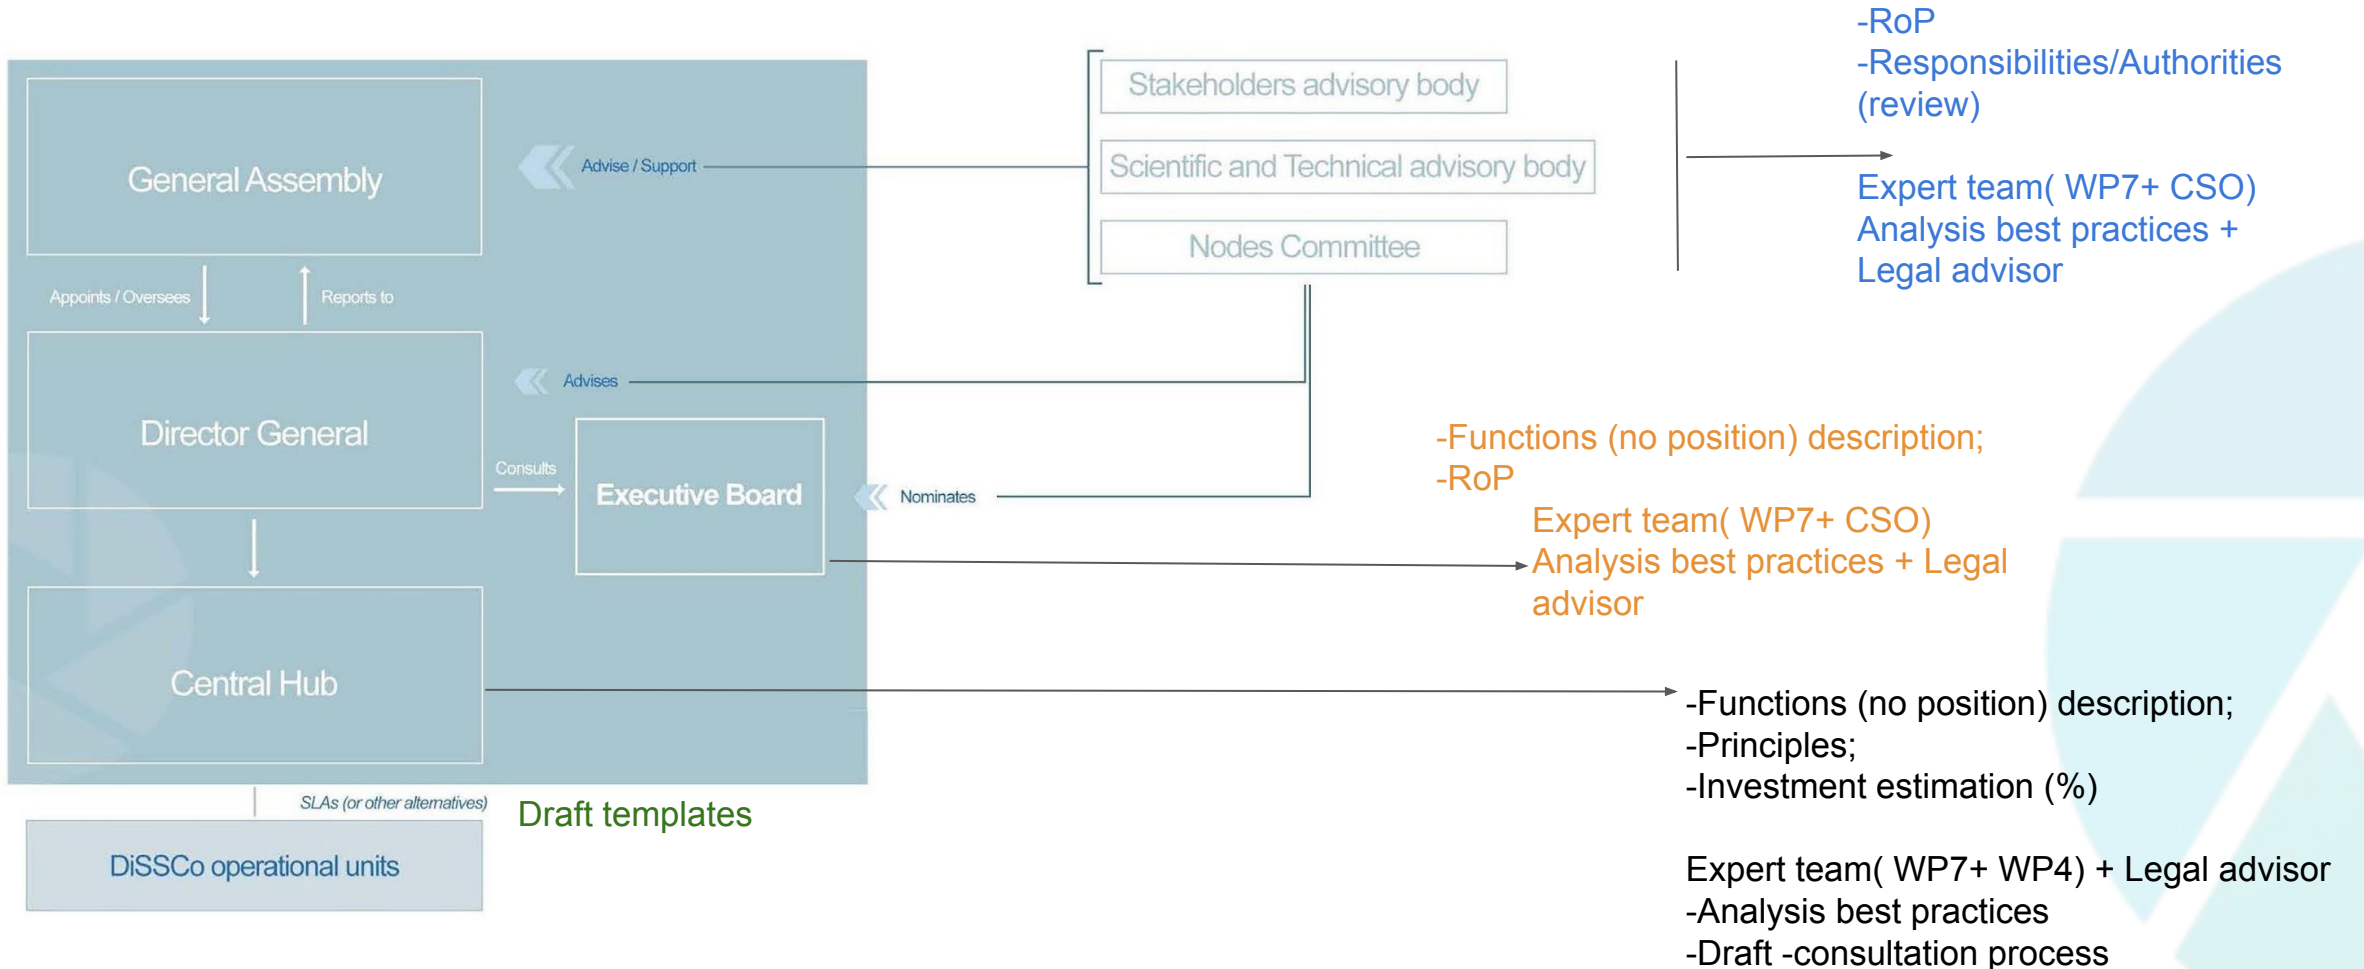 General Assembly
Appoints / Oversees
Reports to
Director General
Consults
Executive Board
Central Hub
SLAs (or other alternatives)
DiSSCo operational units
Draft templates
Advise / Support
Advises
Nominates
Stakeholders advisory body
Scientific and Technical advisory body
Nodes Committee
-RoP
-Responsibilities/Authorities
(review)
Expert team( WP7+ CSO)
Analysis best practices +
Legal advisor
-Functions (no position) description;
-RoP
Expert team( WP7+ CSO)
Analysis best practices + Legal
advisor
-Functions (no position) description;
-Principles;
-Investment estimation (%)
Expert team( WP7+ WP4) + Legal advisor
-Analysis best practices
-Draft -consultation process